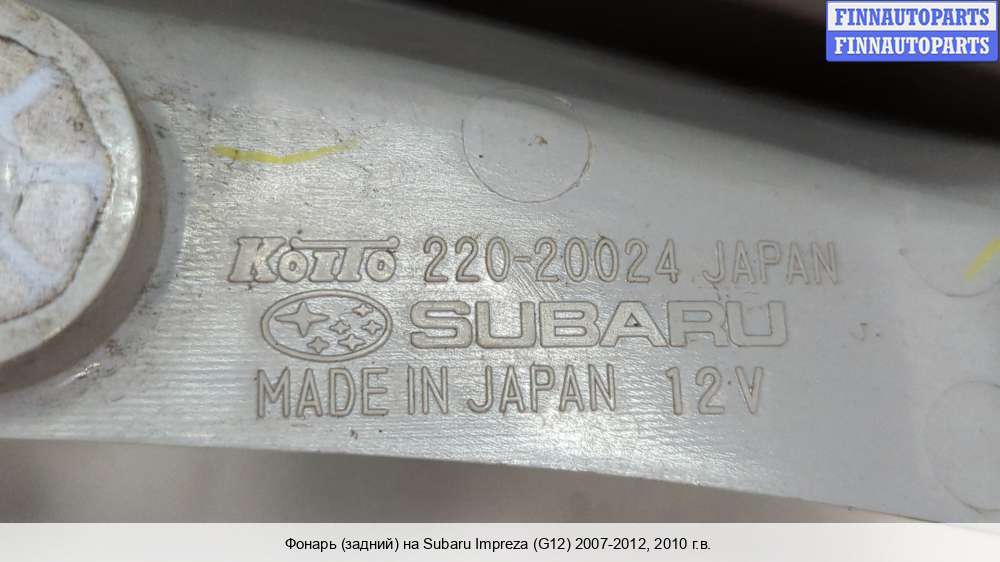 FINNAUTOPARTS
FINNAUTOPARTS
KOITO 220-20024 JAPAN
SUBARU
MADE IN JAPAN 12V
Фонарь (задний) на Subaru Impreza (G12) 2007-2012, 2010 г.в.